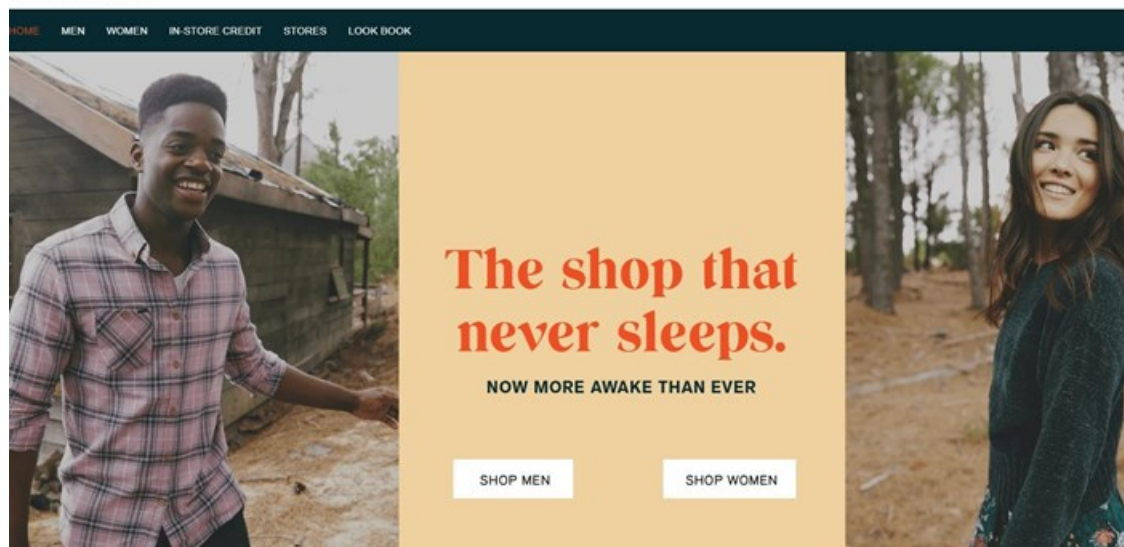 HOME MEN WOMEN IN-STORE CREDIT STORES LOOK BOOK
The shop that
never sleeps.
NOW MORE AWAKE THAN EVER
SHOP MEN SHOP WOMEN